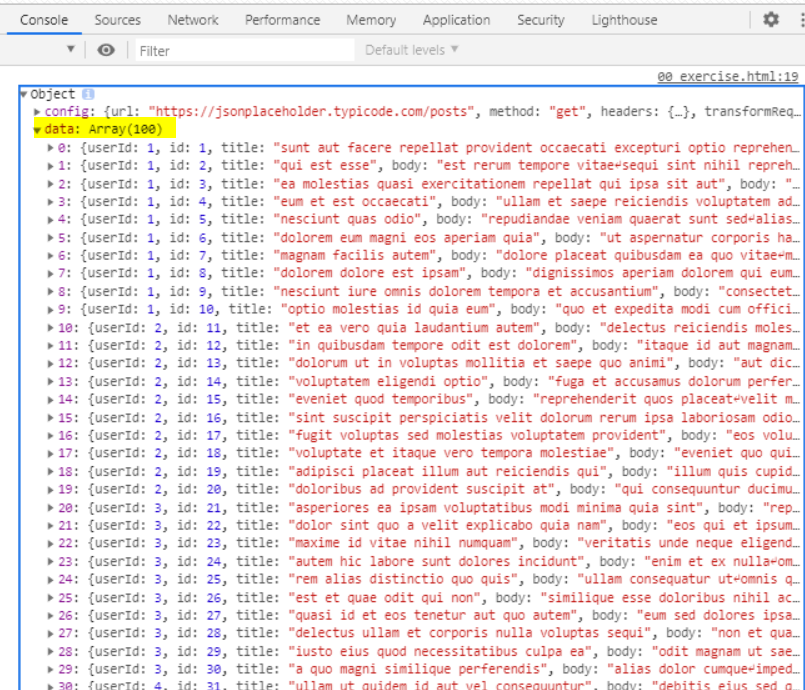 Console Sources Network Performance Memory Application Security Lighthouse
Filter Default levels ▼
00 exercise.html:19
▼Object i
▶config: {url: "https://jsonplaceholder.typicode.com/posts", method: "get", headers: {…}, transformReq…
▼data: Array(100)
▶0: {userId: 1, id: 1, title: "sunt aut facere repellat provident occaecati excepturi optio reprehen…
▶1: {userId: 1, id: 2, title: "qui est esse", body: "est rerum tempore vitae↵sequi sint nihil repreh…
▶2: {userId: 1, id: 3, title: "ea molestias quasi exercitationem repellat qui ipsa sit aut", body: "…
▶3: {userId: 1, id: 4, title: "eum et est occaecati", body: "ullam et saepe reiciendis voluptatem ad…
▶4: {userId: 1, id: 5, title: "nesciunt quas odio", body: "repudiandae veniam quaerat sunt sed↵alias…
▶5: {userId: 1, id: 6, title: "dolorem eum magni eos aperiam quia", body: "ut aspernatur corporis ha…
▶6: {userId: 1, id: 7, title: "magnam facilis autem", body: "dolore placeat quibusdam ea quo vitae↵m…
▶7: {userId: 1, id: 8, title: "dolorem dolore est ipsam", body: "dignissimos aperiam dolorem qui eum…
▶8: {userId: 1, id: 9, title: "nesciunt iure omnis dolorem tempora et accusantium", body: "consectet…
▶9: {userId: 1, id: 10, title: "optio molestias id quia eum", body: "quo et expedita modi cum offici…
▶10: {userId: 2, id: 11, title: "et ea vero quia laudantium autem", body: "delectus reiciendis moles…
▶11: {userId: 2, id: 12, title: "in quibusdam tempore odit est dolorem", body: "itaque id aut magnam…
▶12: {userId: 2, id: 13, title: "dolorum ut in voluptas mollitia et saepe quo animi", body: "aut dic…
▶13: {userId: 2, id: 14, title: "voluptatem eligendi optio", body: "fuga et accusamus dolorum perfer…
▶14: {userId: 2, id: 15, title: "eveniet quod temporibus", body: "reprehenderit quos placeat↵velit m…
▶15: {userId: 2, id: 16, title: "sint suscipit perspiciatis velit dolorum rerum ipsa laboriosam odio…
▶16: {userId: 2, id: 17, title: "fugit voluptas sed molestias voluptatem provident", body: "eos volu…
▶17: {userId: 2, id: 18, title: "voluptate et itaque vero tempora molestiae", body: "eveniet quo qui…
▶18: {userId: 2, id: 19, title: "adipisci placeat illum aut reiciendis qui", body: "illum quis cupid…
▶19: {userId: 2, id: 20, title: "doloribus ad provident suscipit at", body: "qui consequuntur ducimu…
▶20: {userId: 3, id: 21, title: "asperiores ea ipsam voluptatibus modi minima quia sint", body: "rep…
▶21: {userId: 3, id: 22, title: "dolor sint quo a velit explicabo quia nam", body: "eos qui et ipsum…
▶22: {userId: 3, id: 23, title: "maxime id vitae nihil numquam", body: "veritatis unde neque eligend…
▶23: {userId: 3, id: 24, title: "autem hic labore sunt dolores incidunt", body: "enim et ex nulla↵om…
▶24: {userId: 3, id: 25, title: "rem alias distinctio quo quis", body: "ullam consequatur ut↵omnis q…
▶25: {userId: 3, id: 26, title: "est et quae odit qui non", body: "similique esse doloribus nihil ac…
▶26: {userId: 3, id: 27, title: "quasi id et eos tenetur aut quo autem", body: "eum sed dolores ipsa…
▶27: {userId: 3, id: 28, title: "delectus ullam et corporis nulla voluptas sequi", body: "non et qua…
▶28: {userId: 3, id: 29, title: "iusto eius quod necessitatibus culpa ea", body: "odit magnam ut sae…
▶29: {userId: 3, id: 30, title: "a quo magni similique perferendis", body: "alias dolor cumque↵imped…
▶30: {userId: 4, id: 31, title: "ullam ut quidem id aut vel consequuntur", body: "debitis eius sed q…